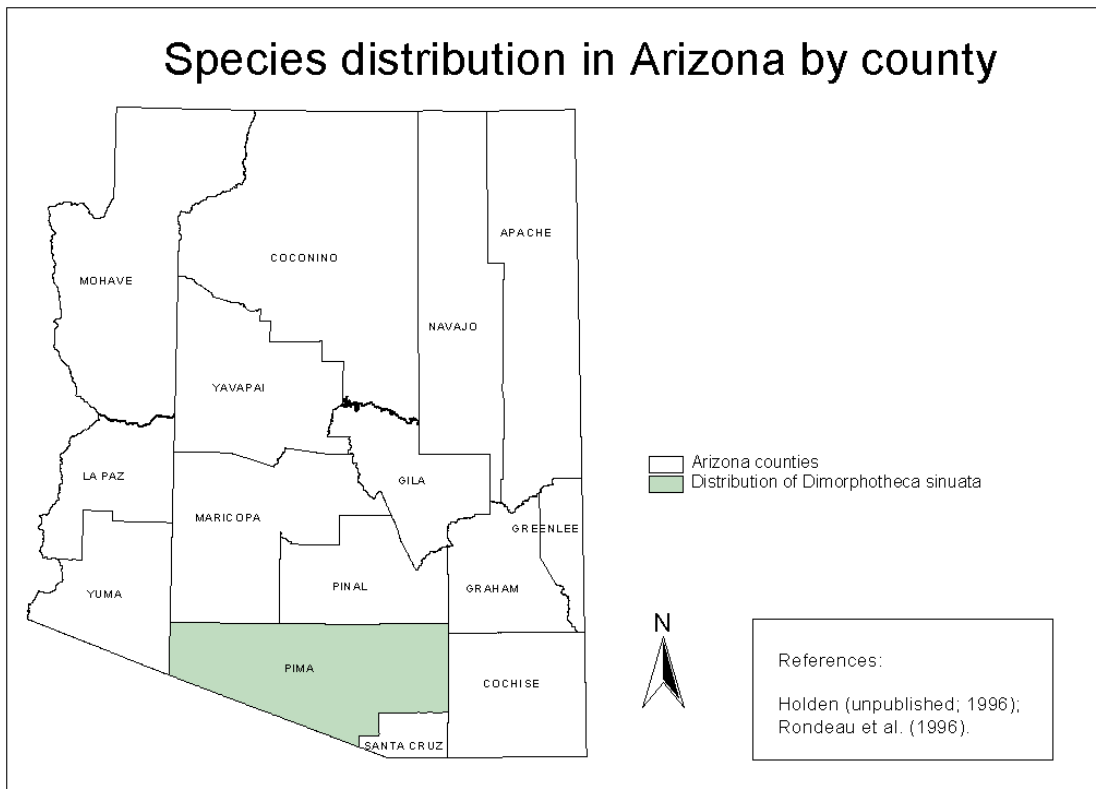 Species distribution in Arizona by county
APACHE
COCONINO
MOHAVE
NAVAJO
YAVAPAI
LA PAZ
GILA
MARICOPA
GREENLEE
PINAL
GRAHAM
YUMA
PIMA
COCHISE
SANTA CRUZ
Arizona counties
Distribution of Dimorphotheca sinuata
N
References:
Holden (unpublished; 1996);
Rondeau et al. (1996).